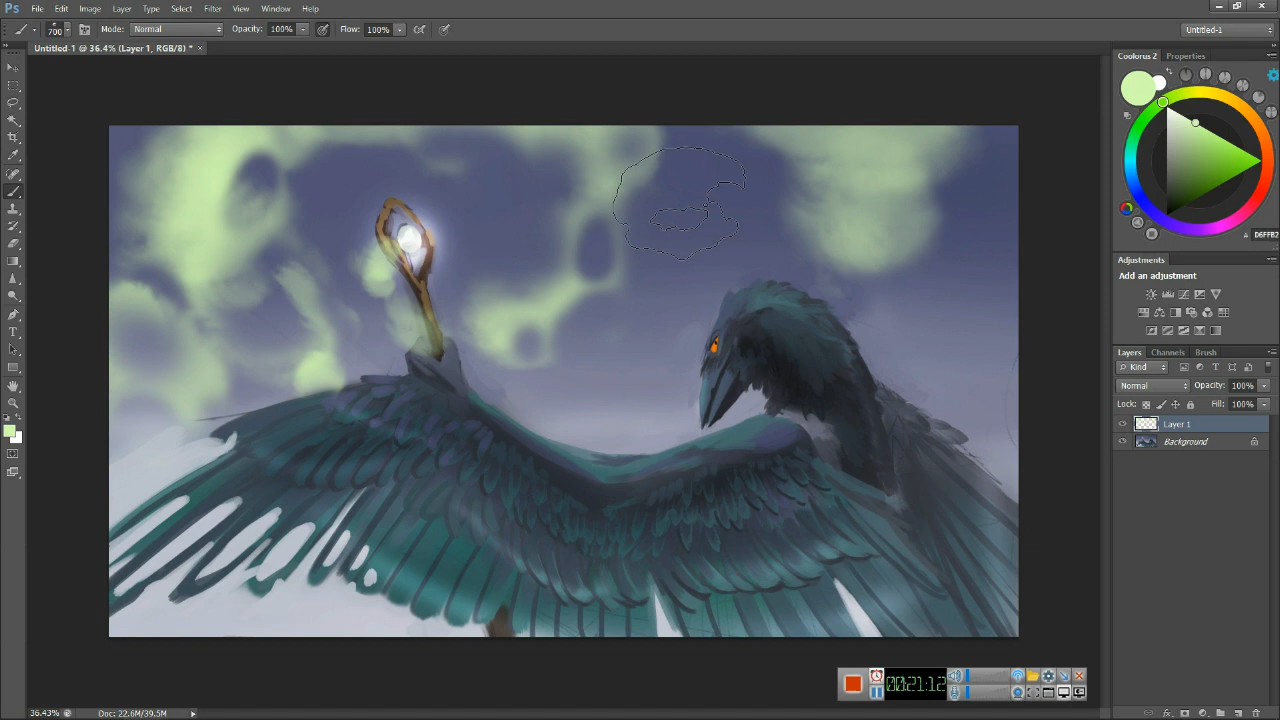 Ps File Edit Image Layer Type Select Filter View Window Help
700 Mode: Normal Opacity: 100% Flow: 100% Untitled-1
Untitled-1 @ 36.4% (Layer 1, RGB/8) * ×
Coolorus 2 Properties
# D6FFB2
Adjustments
Add an adjustment
Layers Channels Brush
Kind
Normal Opacity: 100%
Lock: Fill: 100%
Layer 1
Background
00:21:12
36.43% Doc: 22.6M/39.5M